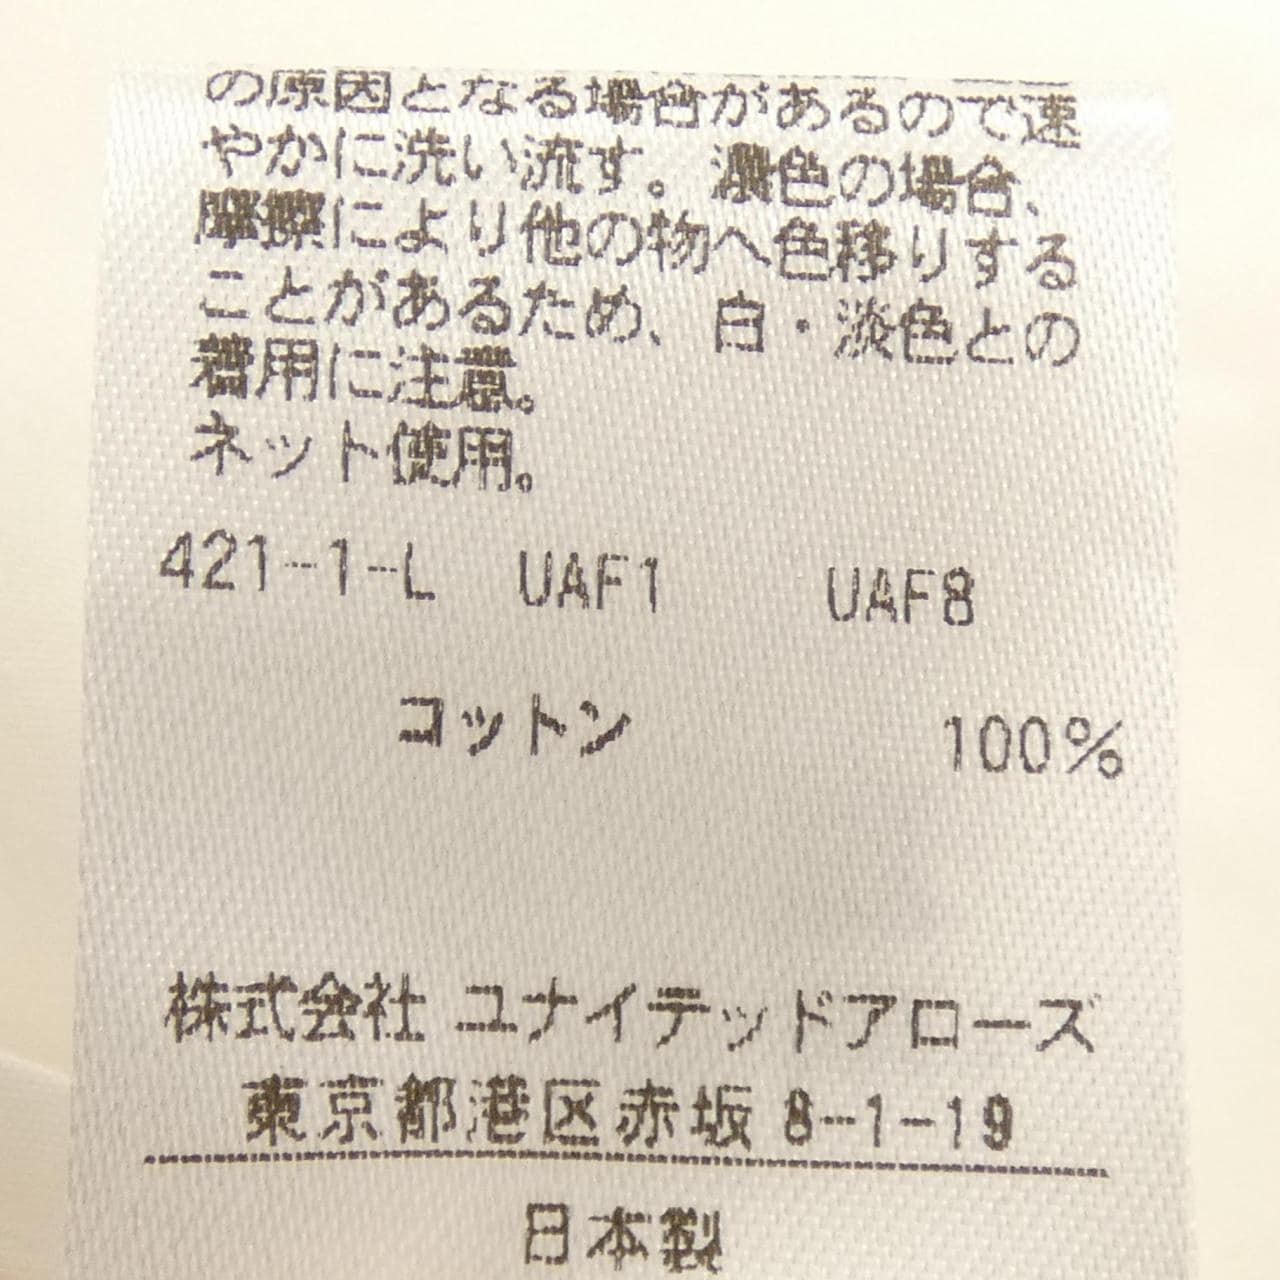 の原因となる場合があるので速
やかに洗い流す。濃色の場合、
摩擦により他の物へ色移りする
ことがあるため、白・淡色との
着用に注意。
ネット使用。
421-1-L UAF1 UAF8
コットン 100%
株式会社 ユナイテッドアローズ
東京都港区赤坂 8-1-19
日本製